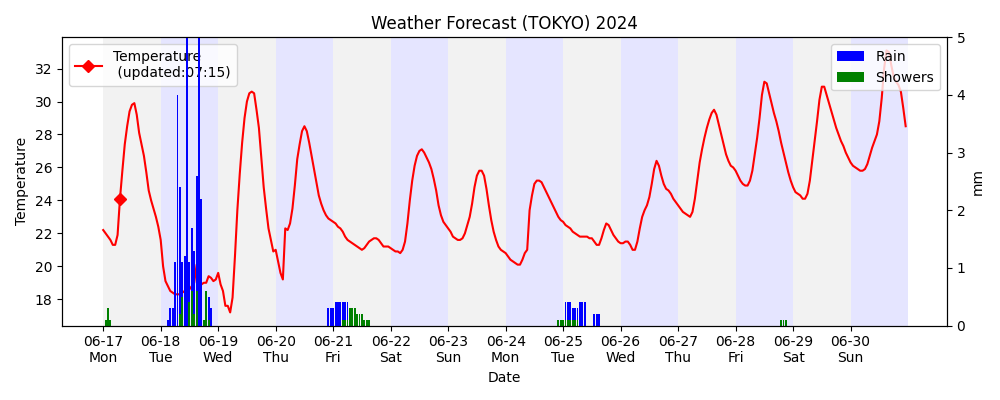 Weather Forecast (TOKYO) 2024
Temperature
(updated:07:15)
Rain
Showers
Temperature
32
30
28
26
24
22
20
18
5
4
3
2
1
0
mm
06-17 06-18 06-19 06-20 06-21 06-22 06-23 06-24 06-25 06-26 06-27 06-28 06-29 06-30
Mon Tue Wed Thu Fri Sat Sun Mon Tue Wed Thu Fri Sat Sun
Date